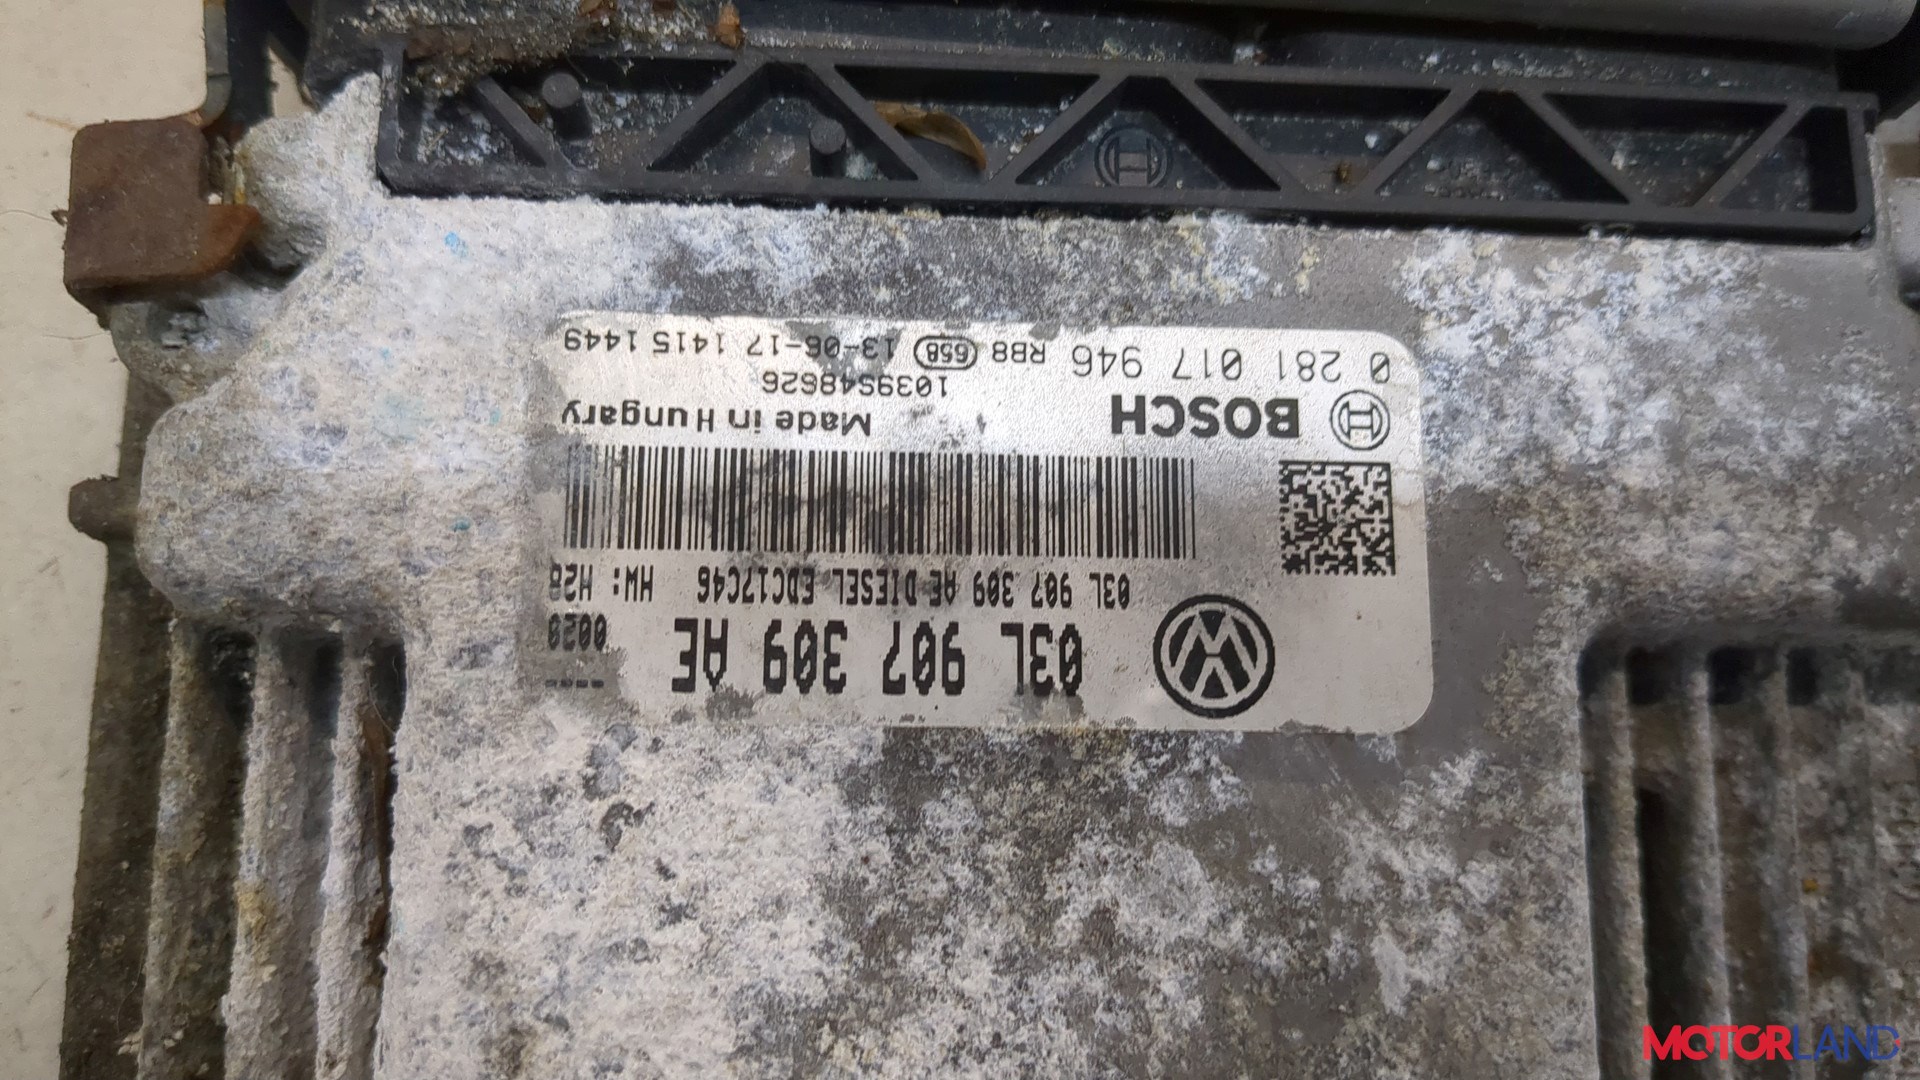 03L 907 309 AE
0020
03L 907 309 AE DIESEL EDC17C46 HW: H28
BOSCH
Made in Hungary
1039S48626
0 281 017 946 RB8 658 13-06-17 1415 1449
MOTORLAND